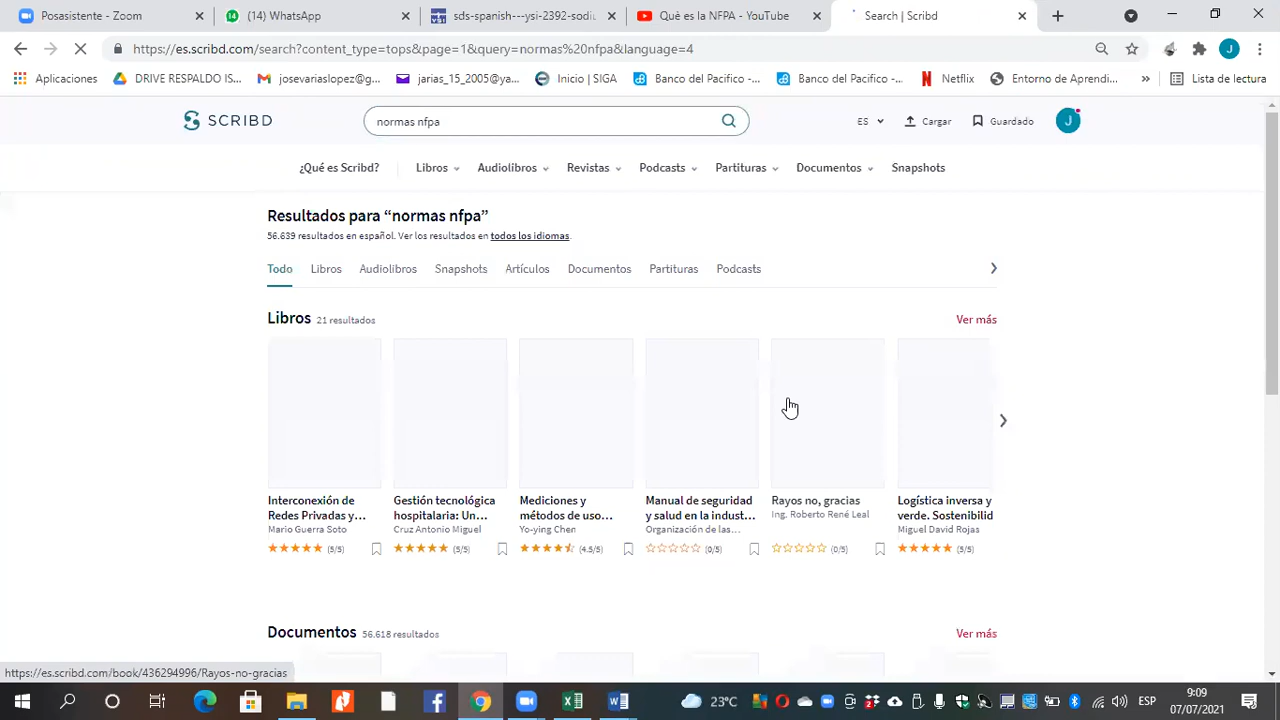 Posasistente - Zoom
(14) WhatsApp
sds-spanish---ysi-2392-sodiu
Què es la NFPA - YouTube
Search | Scribd
https://es.scribd.com/search?content_type=tops&page=1&query=normas%20nfpa&language=4
J
Aplicaciones
DRIVE RESPALDO IS...
josevariaslopez@g...
jarias_15_2005@ya...
Inicio | SIGA
Banco del Pacífico -...
Banco del Pacifico -...
Netflix
Entorno de Aprendi...
»
Lista de lectura
SCRIBD
normas nfpa
ES
Cargar
Guardado
J
¿Qué es Scribd?
Libros
Audiolibros
Revistas
Podcasts
Partituras
Documentos
Snapshots
Resultados para “normas nfpa”
56.639 resultados en español. Ver los resultados en todos los idiomas.
Todo
Libros
Audiolibros
Snapshots
Artículos
Documentos
Partituras
Podcasts
Libros 21 resultados
Ver más
Interconexión de
Redes Privadas y...
Mario Guerra Soto
(5/5)
Gestión tecnológica
hospitalaria: Un...
Cruz Antonio Miguel
(5/5)
Mediciones y
métodos de uso...
Yo-ying Chen
(4.5/5)
Manual de seguridad
y salud en la indust...
Organización de las...
(0/5)
Rayos no, gracias
Ing. Roberto René Leal
(0/5)
Logística inversa y
verde. Sostenibilid
Miguel David Rojas
(5/5)
Documentos 56.618 resultados
Ver más
https://es.scribd.com/book/436294996/Rayos-no-gracias
23°C
ESP
9:09
07/07/2021